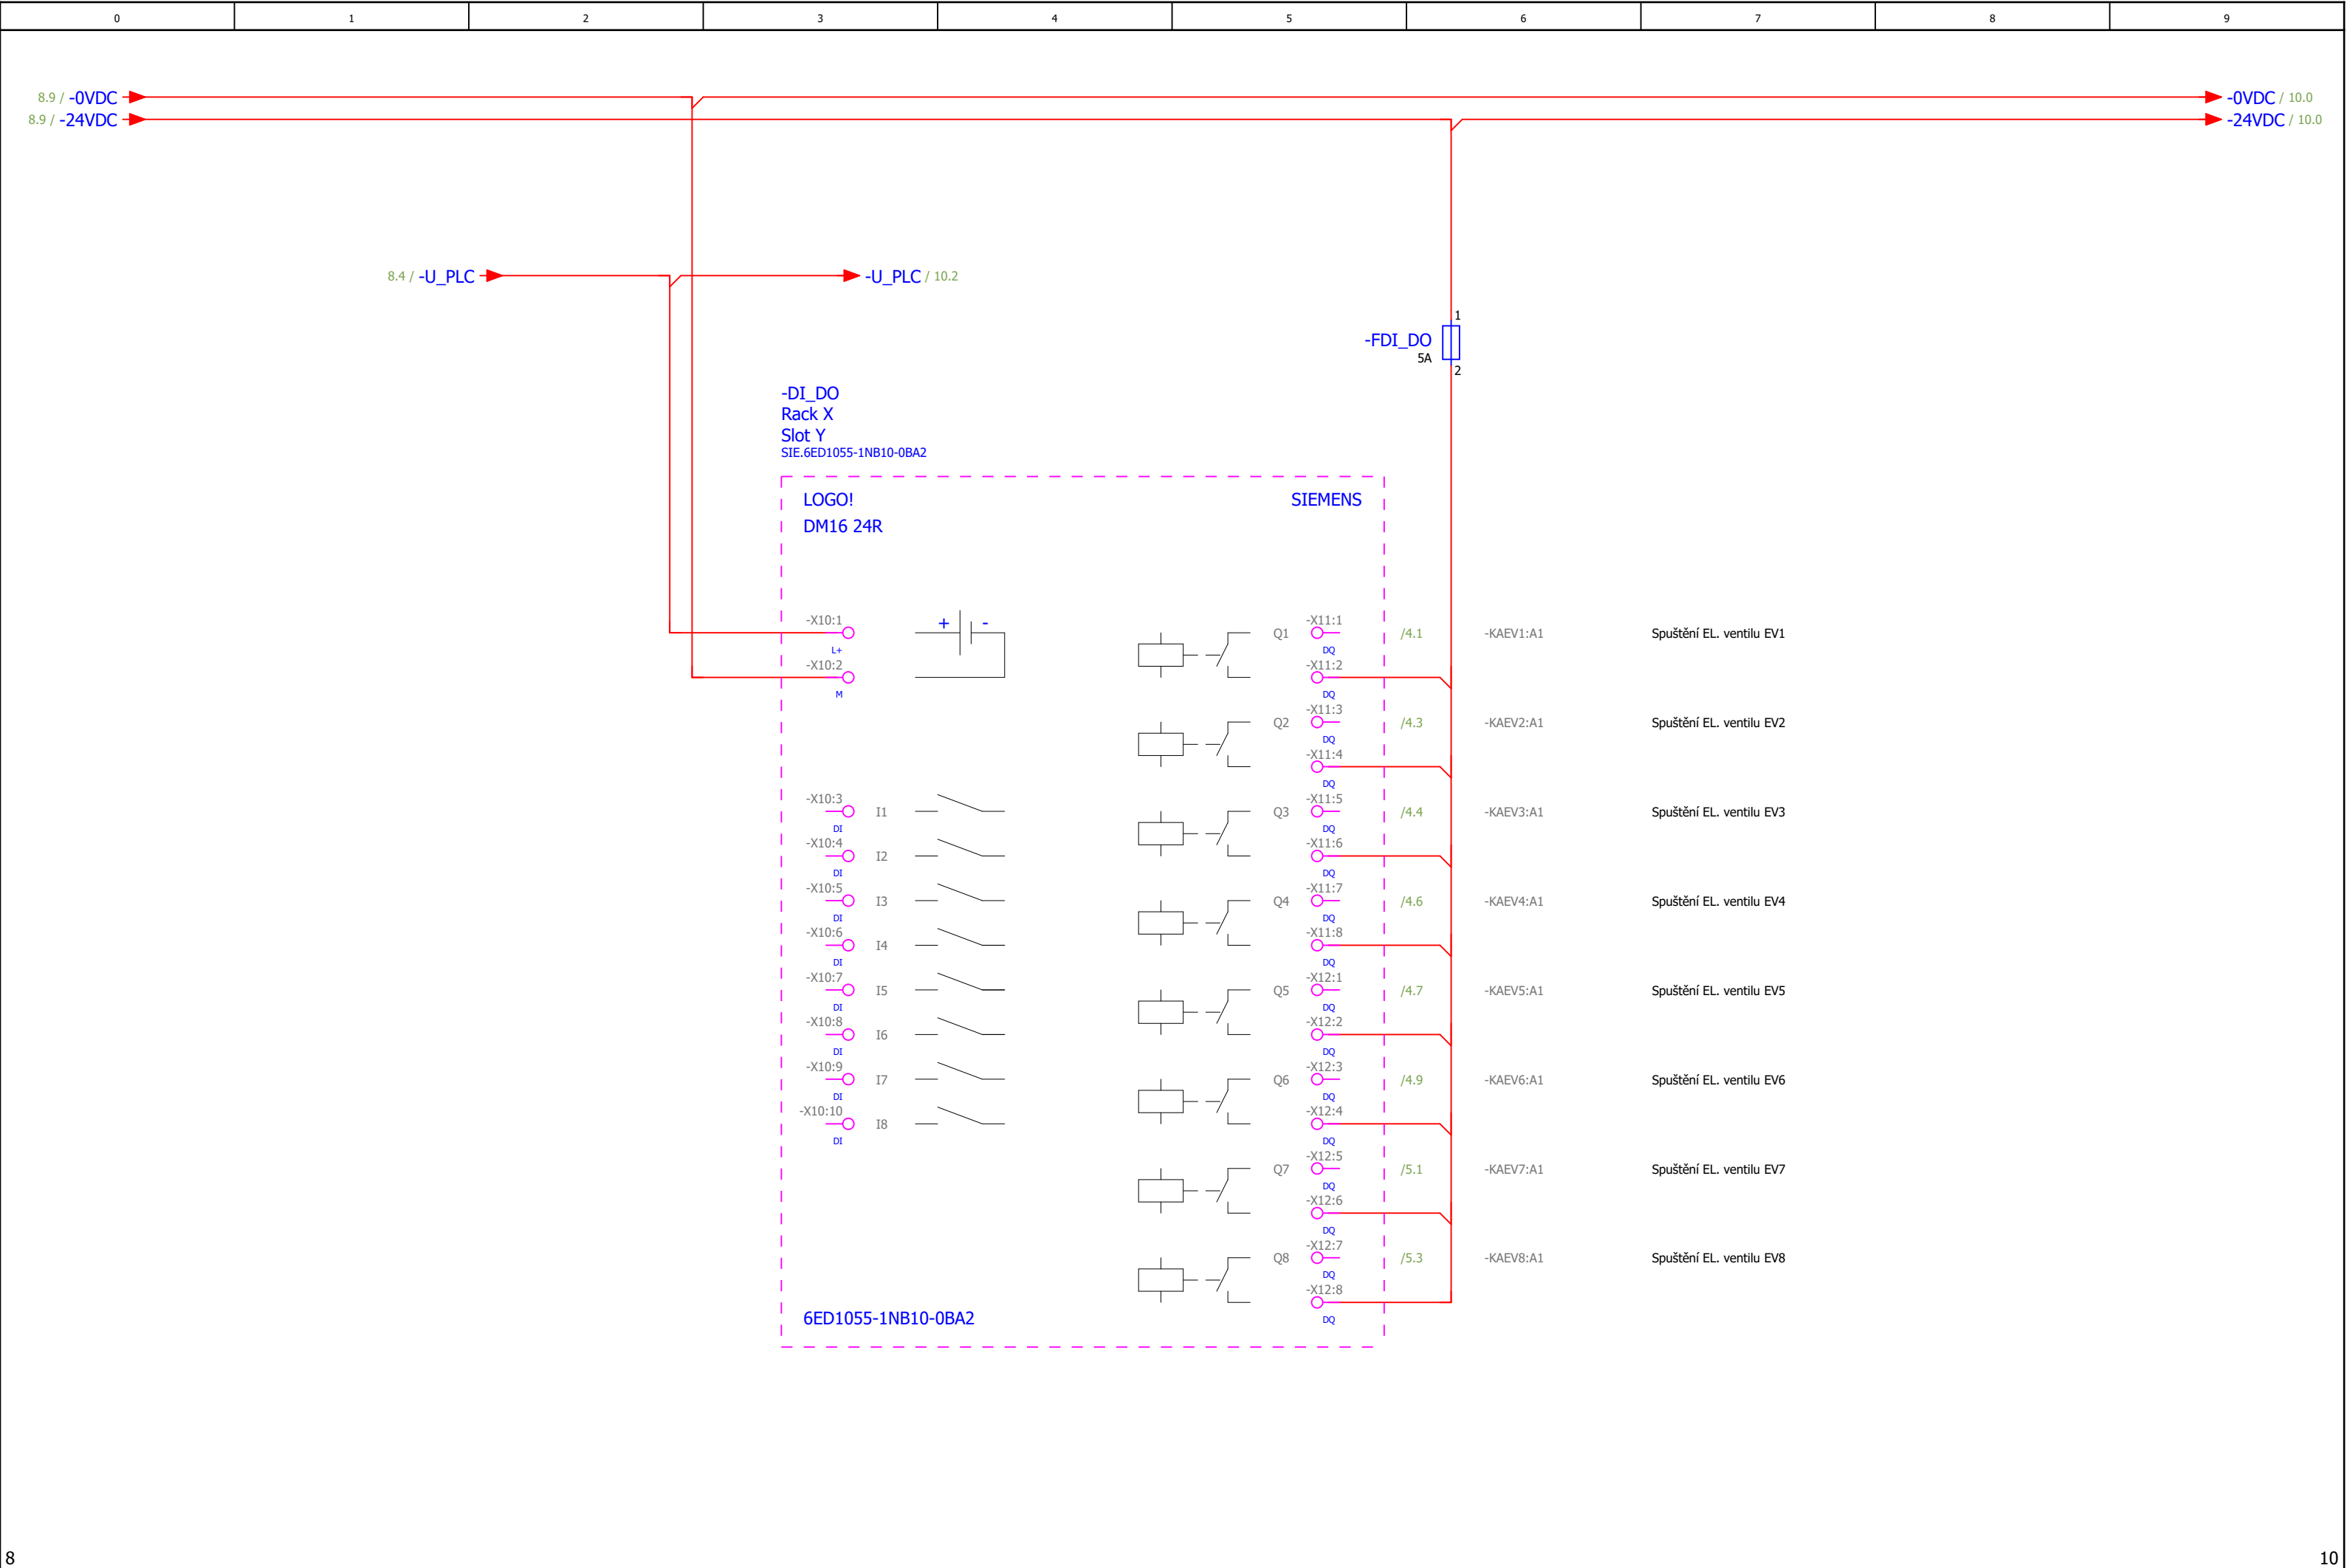 0 1 2 3 4 5 6 7 8 9
8.9 / -0VDC -0VDC / 10.0
8.9 / -24VDC -24VDC / 10.0
8.4 / -U_PLC -U_PLC / 10.2
1
-FDI_DO
5A
2
-DI_DO
Rack X
Slot Y
SIE.6ED1055-1NB10-0BA2
LOGO! SIEMENS
DM16 24R
-X10:1 + - -X11:1
Q1 /4.1 -KAEV1:A1 Spuštění EL. ventilu EV1
L+ DQ
-X10:2 -X11:2
M DQ
-X11:3
Q2 /4.3 -KAEV2:A1 Spuštění EL. ventilu EV2
DQ
-X11:4
DQ
-X10:3 -X11:5
I1 Q3 /4.4 -KAEV3:A1 Spuštění EL. ventilu EV3
DI DQ
-X10:4 -X11:6
I2
DI DQ
-X10:5 -X11:7
I3 Q4 /4.6 -KAEV4:A1 Spuštění EL. ventilu EV4
DI DQ
-X10:6 -X11:8
I4
DI DQ
-X10:7 -X12:1
I5 Q5 /4.7 -KAEV5:A1 Spuštění EL. ventilu EV5
DI DQ
-X10:8 -X12:2
I6
DI DQ
-X10:9 -X12:3
I7 Q6 /4.9 -KAEV6:A1 Spuštění EL. ventilu EV6
DI DQ
-X10:10 -X12:4
I8
DI DQ
-X12:5
Q7 /5.1 -KAEV7:A1 Spuštění EL. ventilu EV7
DQ
-X12:6
DQ
-X12:7
Q8 /5.3 -KAEV8:A1 Spuštění EL. ventilu EV8
DQ
-X12:8
DQ
6ED1055-1NB10-0BA2
8 10